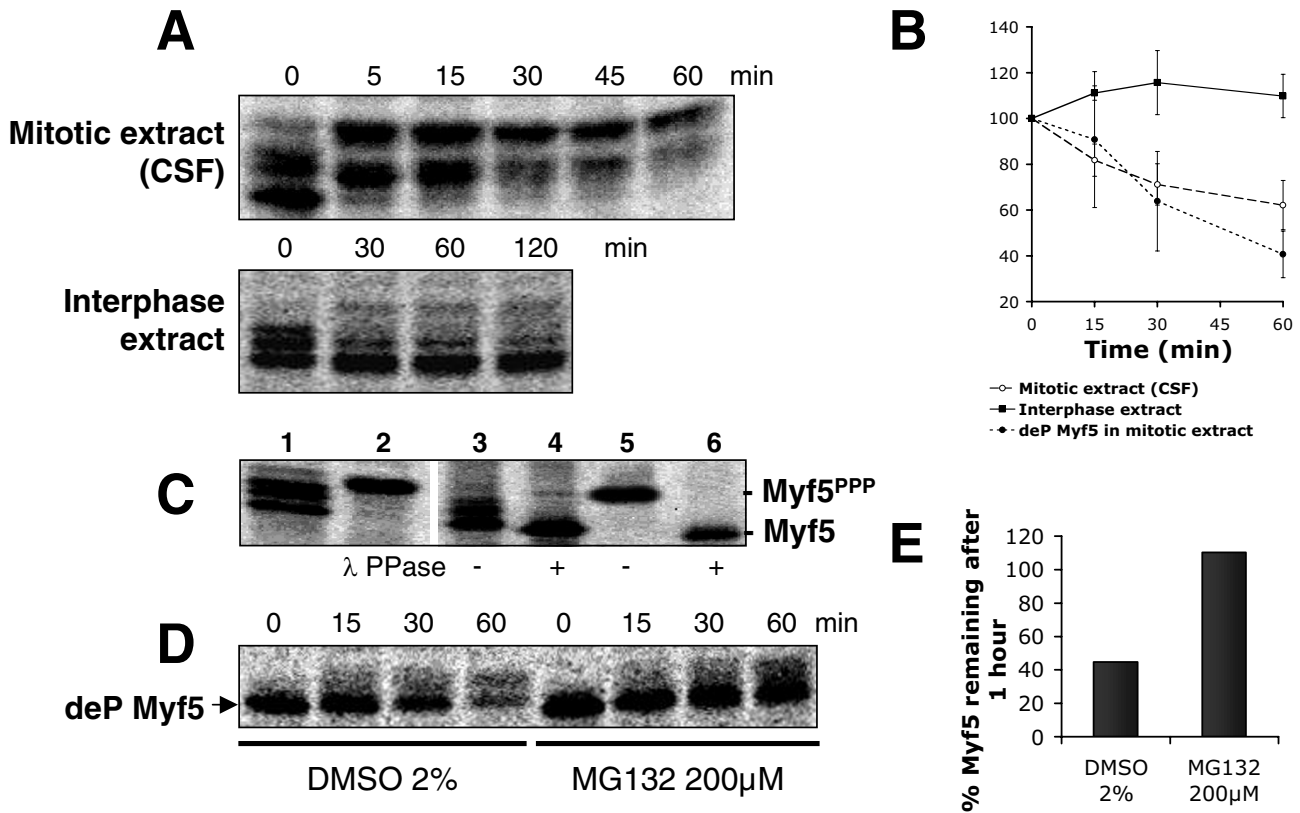 A
0 5 15 30 45 60 min
Mitotic extract
(CSF)
0 30 60 120 min
Interphase
extract
B
140
120
100
80
60
40
20
0 15 30 45 60
Time (min)
Mitotic extract (CSF)
Interphase extract
deP Myf5 in mitotic extract
C
1 2 3 4 5 6
Myf5PPP
Myf5
λ PPase - + - +
D
0 15 30 60 0 15 30 60 min
deP Myf5
DMSO 2% MG132 200µM
E
% Myf5 remaining after
1 hour
120
100
80
60
40
20
0
DMSO MG132
2% 200µM